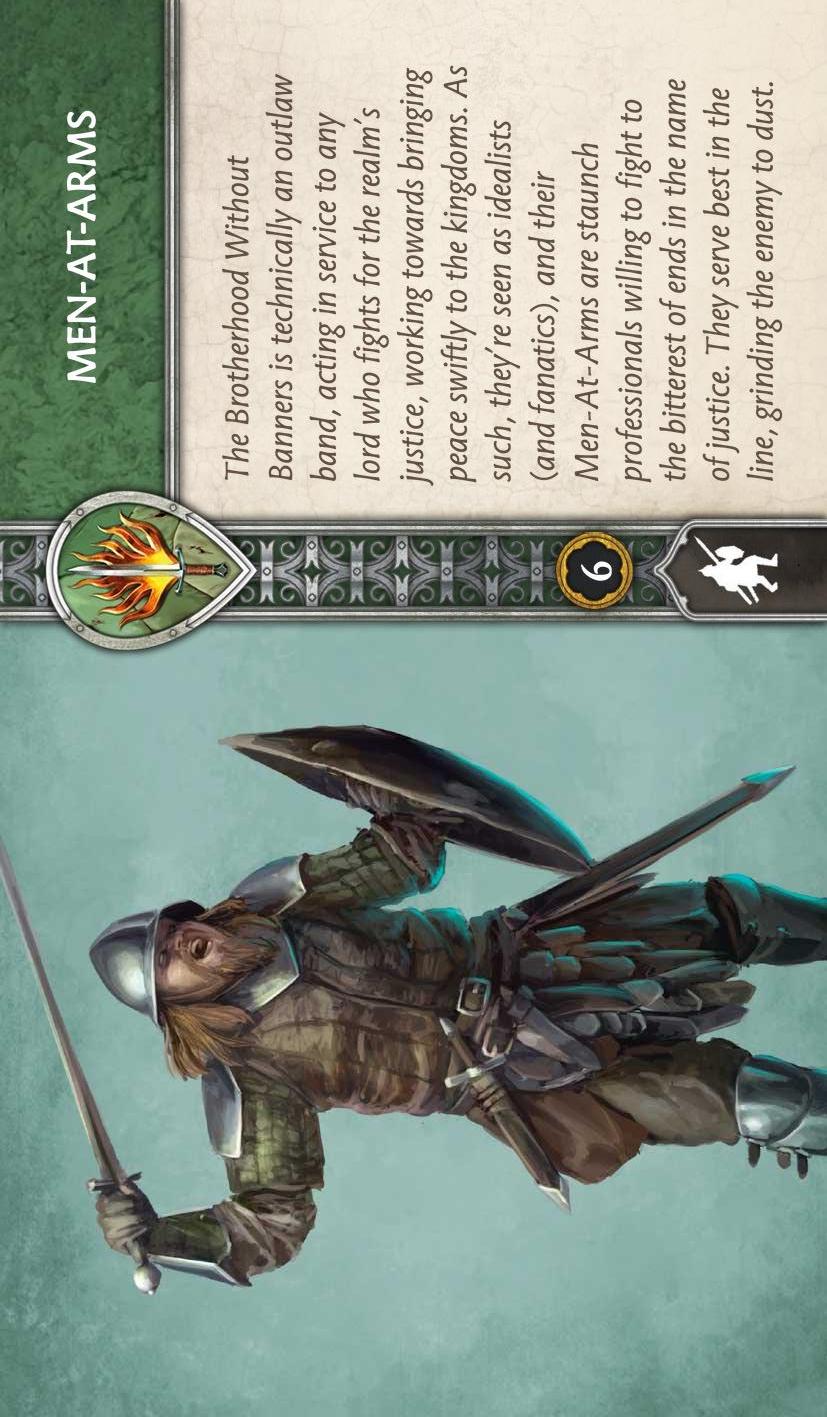 MEN-AT-ARMS
The Brotherhood Without
Banners is technically an outlaw
band, acting in service to any
lord who fights for the realm's
justice, working towards bringing
peace swiftly to the kingdoms. As
such, they're seen as idealists
(and fanatics), and their
Men-At-Arms are staunch
professionals willing to fight to
the bitterest of ends in the name
of justice. They serve best in the
line, grinding the enemy to dust.
6